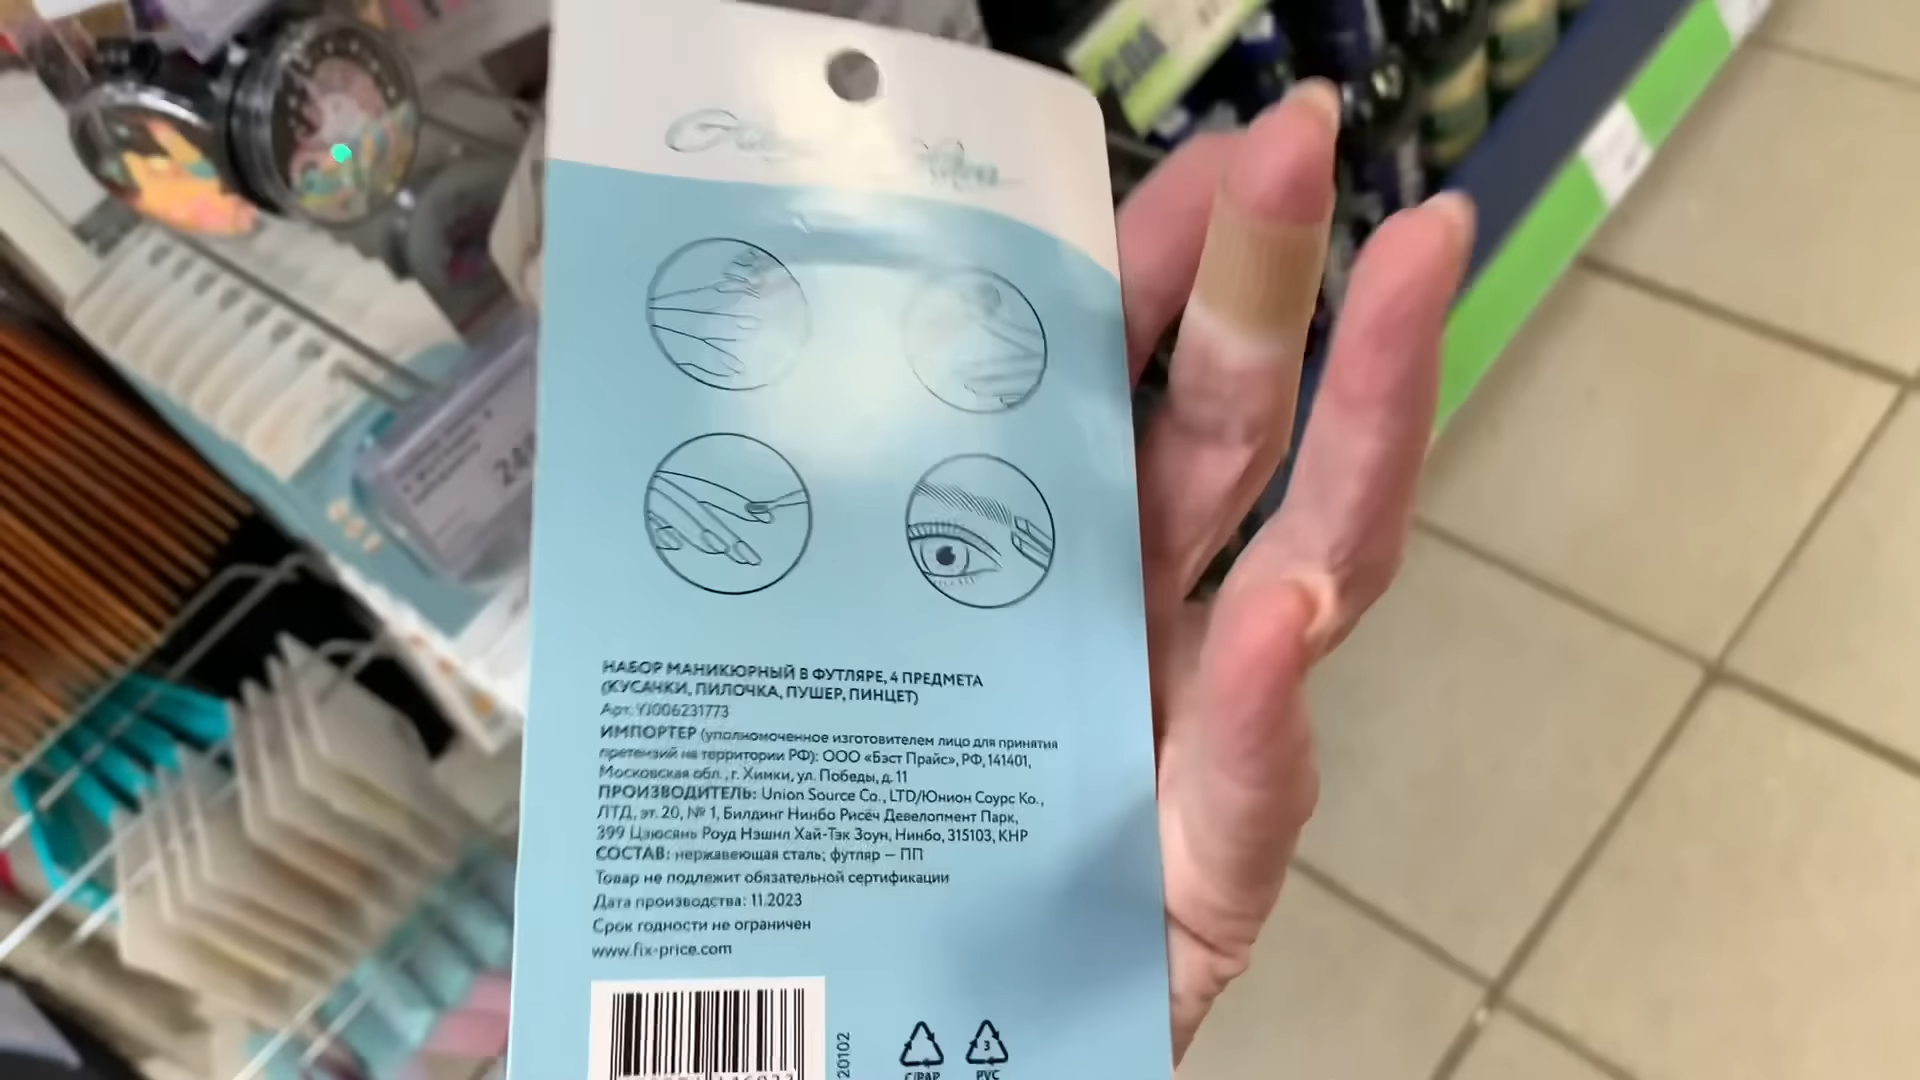 НАБОР МАНИКЮРНЫЙ В ФУТЛЯРЕ, 4 ПРЕДМЕТА
(КУСАЧКИ, ПИЛОЧКА, ПУШЕР, ПИНЦЕТ)
Арт. YJ006231773
ИМПОРТЕР (уполномоченное изготовителем лицо для принятия
претензий на территории РФ): ООО «Бэст Прайс», РФ, 141401,
Московская обл., г. Химки, ул. Победы, д. 11
ПРОИЗВОДИТЕЛЬ: Union Source Co., LTD/Юнион Соурс Ко.,
ЛТД, эт. 20, № 1, Билдинг Нинбо Рисёч Девелопмент Парк,
399 Цзюсянь Роуд Нэшнл Хай-Тэк Зоун, Нинбо, 315103, КНР
СОСТАВ: нержавеющая сталь; футляр — ПП
Товар не подлежит обязательной сертификации
Дата производства: 11.2023
Срок годности не ограничен
www.fix-price.com
20102
3
C/PAP
PVC